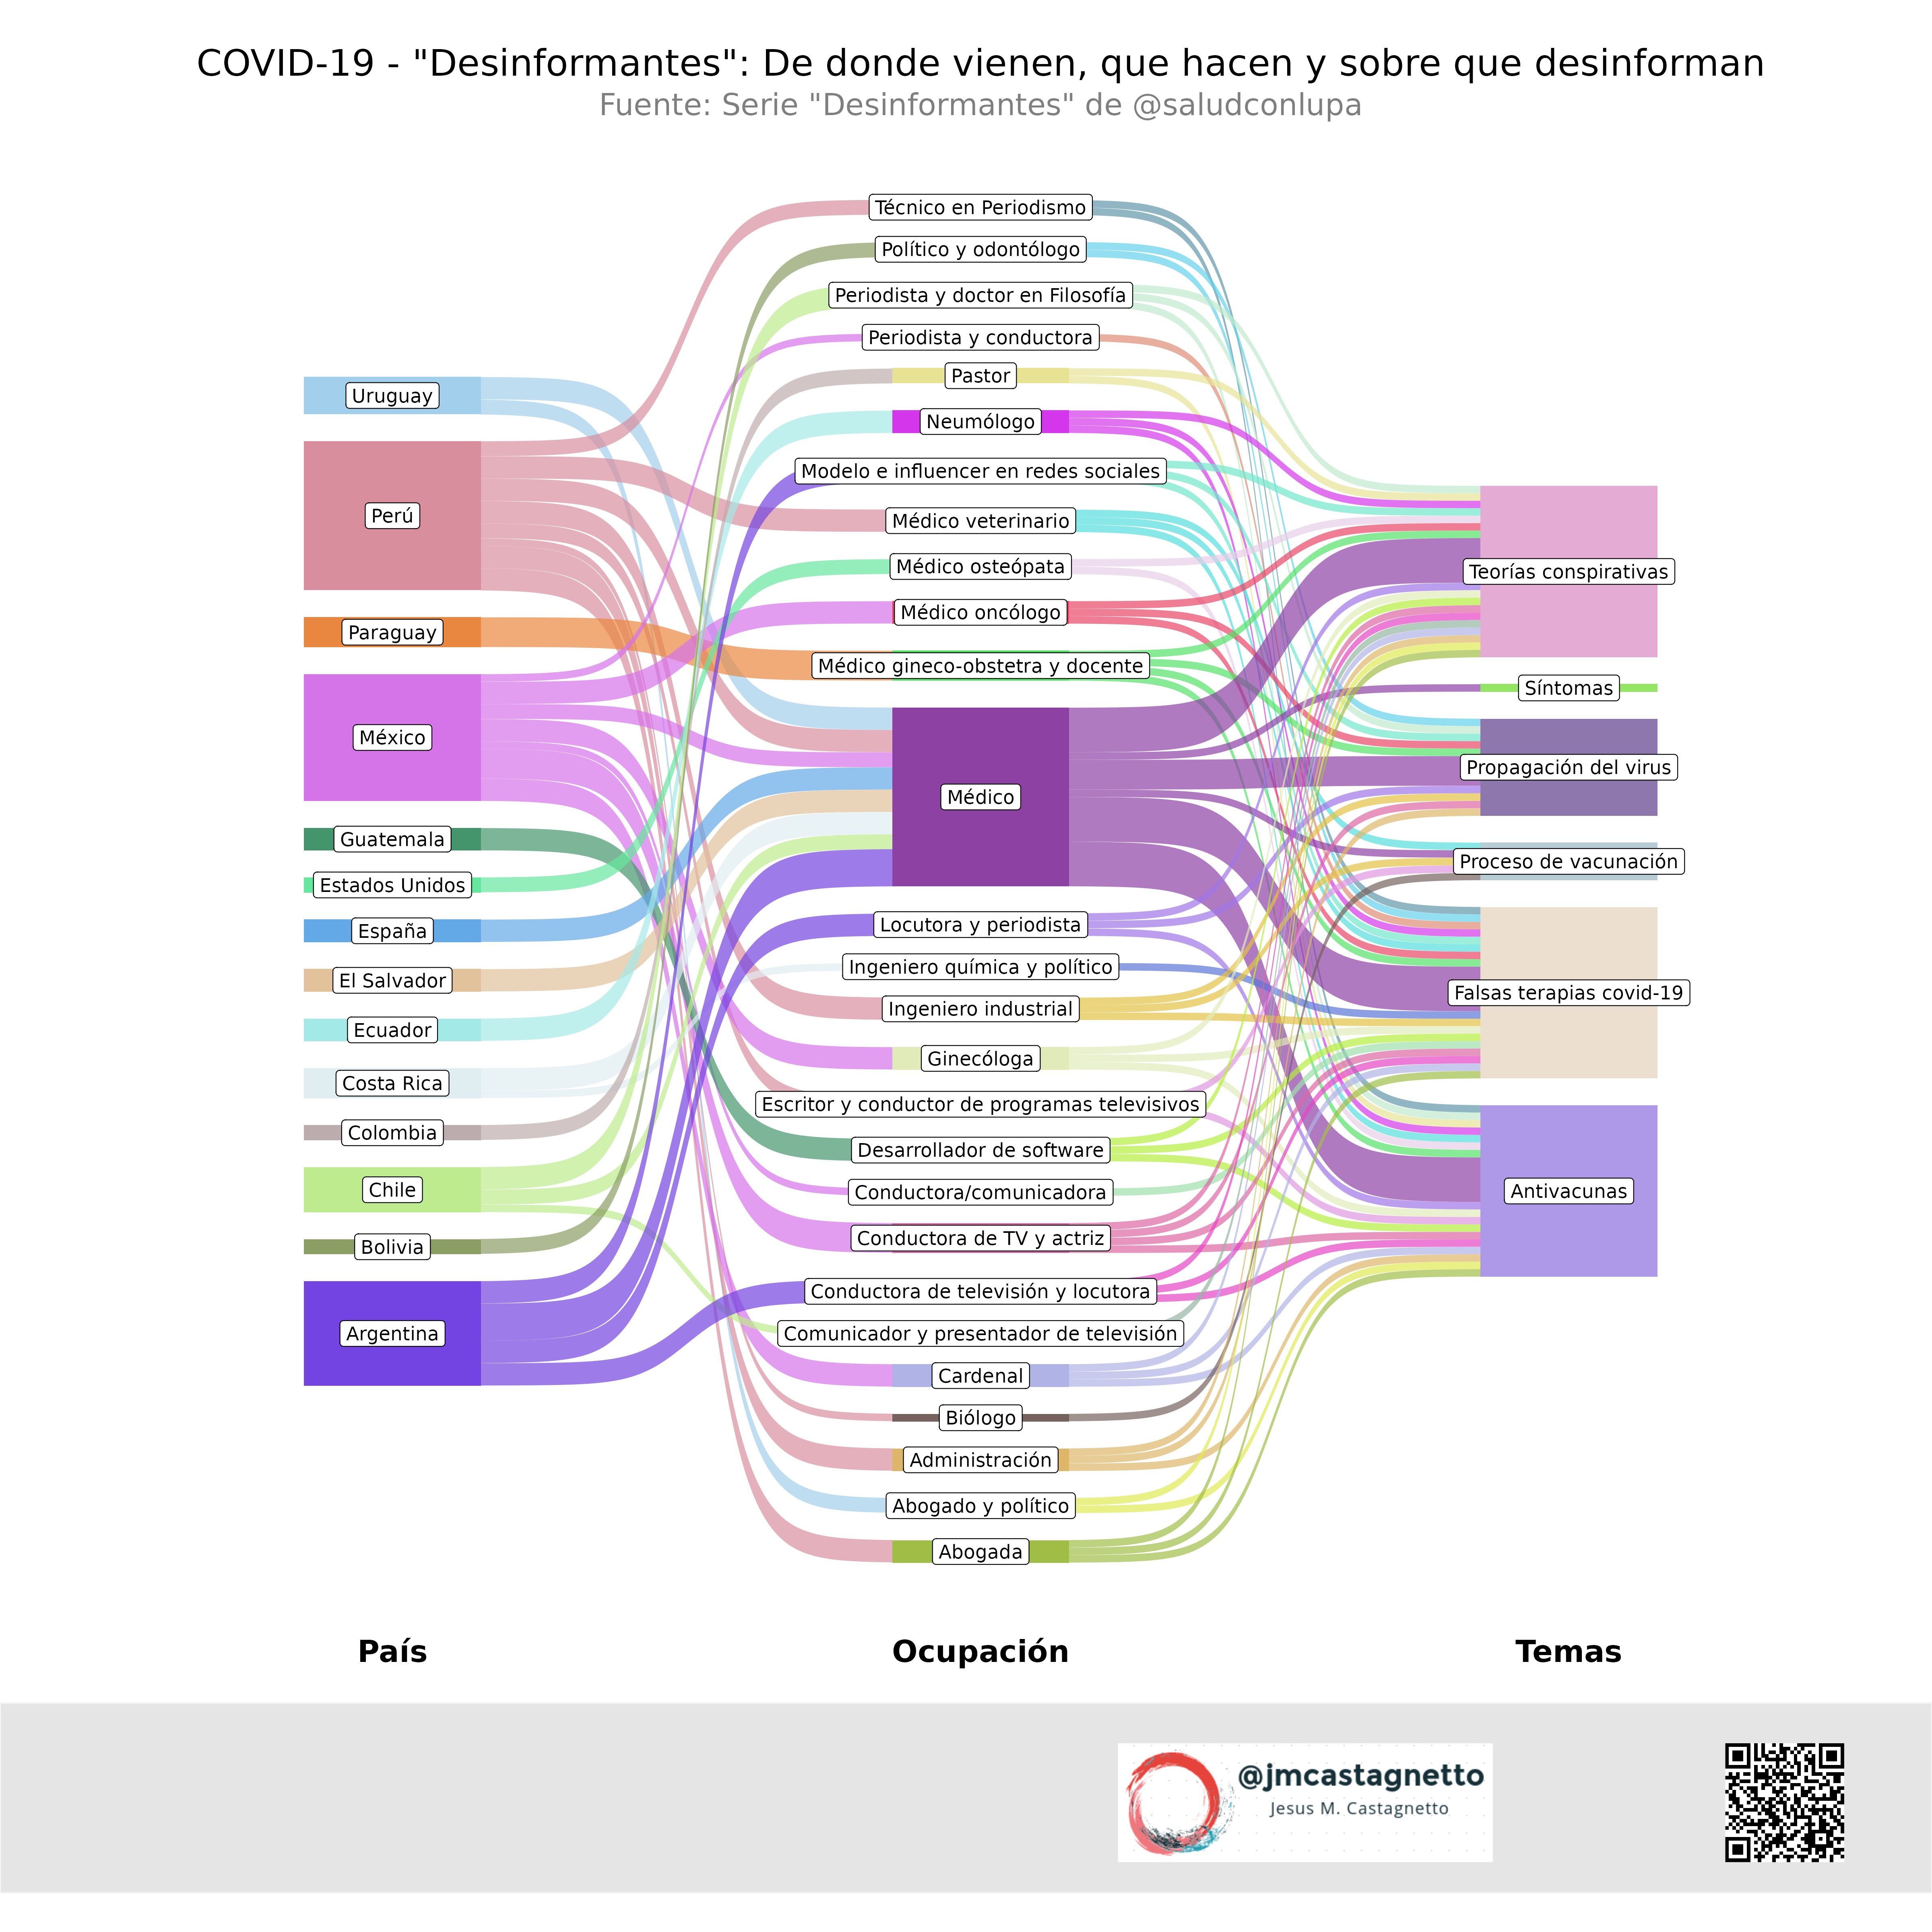 COVID-19 - "Desinformantes": De donde vienen, que hacen y sobre que desinforman
Fuente: Serie "Desinformantes" de @saludconlupa
Uruguay
Perú
Paraguay
México
Guatemala
Estados Unidos
España
El Salvador
Ecuador
Costa Rica
Colombia
Chile
Bolivia
Argentina
Técnico en Periodismo
Político y odontólogo
Periodista y doctor en Filosofía
Periodista y conductora
Pastor
Neumólogo
Modelo e influencer en redes sociales
Médico veterinario
Médico osteópata
Médico oncólogo
Médico gineco-obstetra y docente
Médico
Locutora y periodista
Ingeniero química y político
Ingeniero industrial
Ginecóloga
Escritor y conductor de programas televisivos
Desarrollador de software
Conductora/comunicadora
Conductora de TV y actriz
Conductora de televisión y locutora
Comunicador y presentador de televisión
Cardenal
Biólogo
Administración
Abogado y político
Abogada
Teorías conspirativas
Síntomas
Propagación del virus
Proceso de vacunación
Falsas terapias covid-19
Antivacunas
País
Ocupación
Temas
@jmcastagnetto
Jesus M. Castagnetto